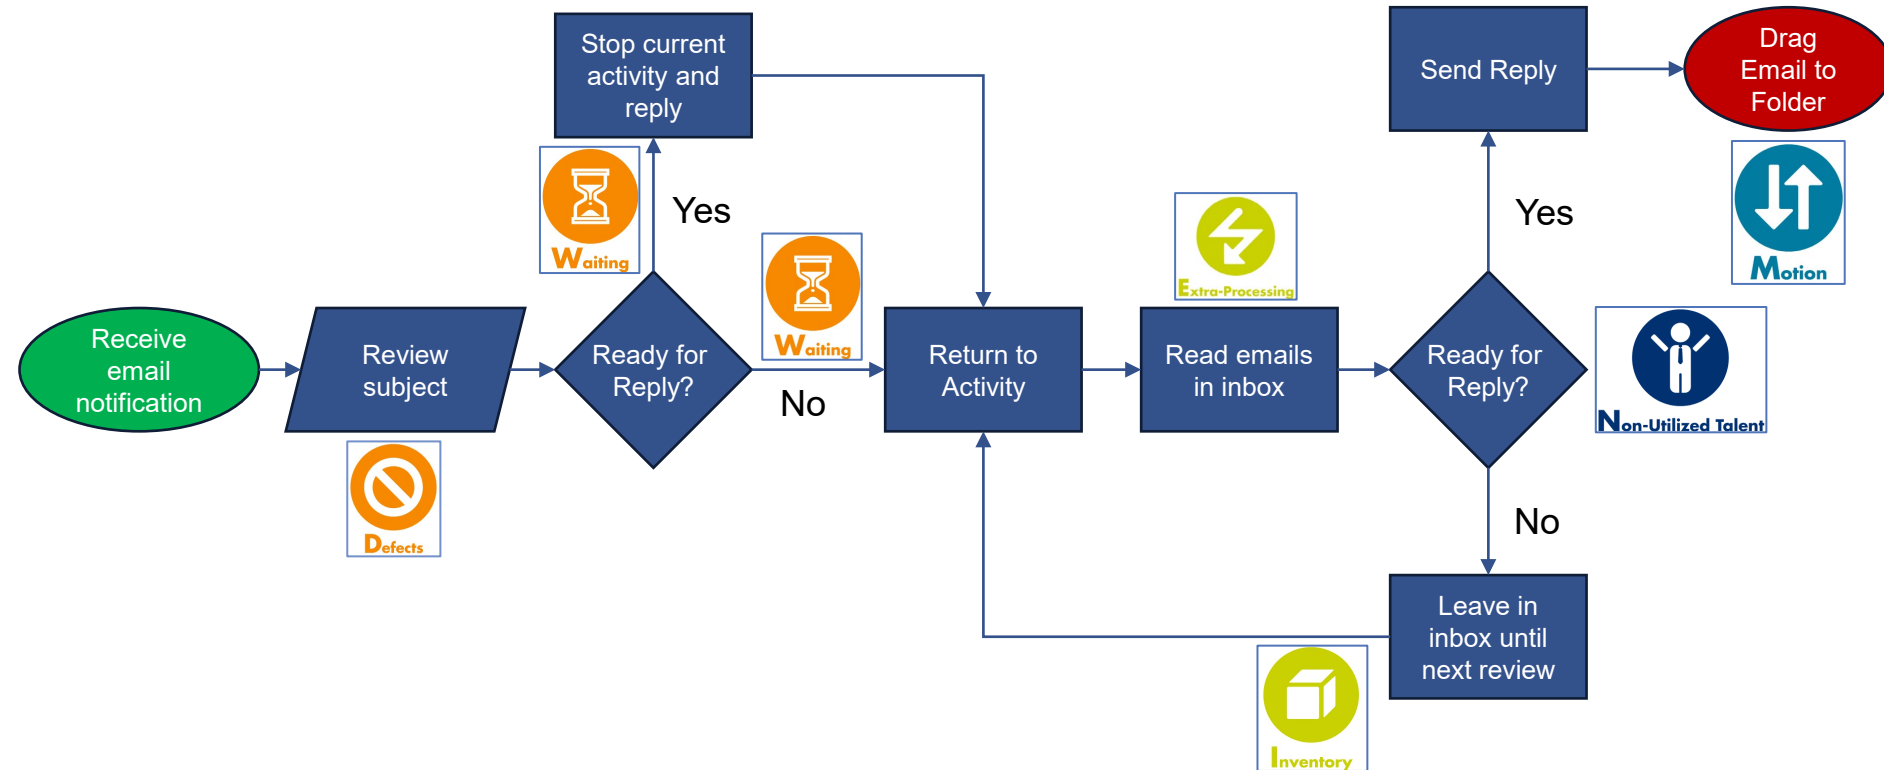 Receive
email
notification
Review
subject
Defects
Ready for
Reply?
Yes
Waiting
Stop current
activity and
reply
No
Waiting
Return to
Activity
Extra-Processing
Read emails
in inbox
Ready for
Reply?
Non-Utilized Talent
Yes
Send Reply
Drag
Email to
Folder
Motion
No
Leave in
inbox until
next review
Inventory